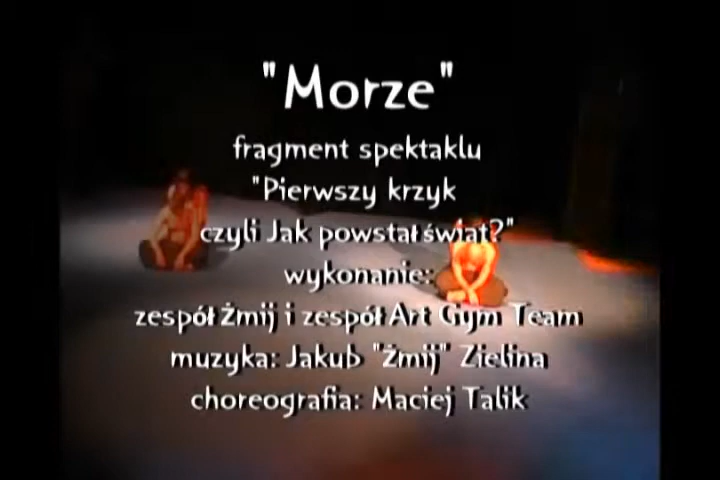 "Morze"
fragment spektaklu
"Pierwszy krzyk
czyli Jak powstał świat?"
wykonanie:
zespół Żmij i zespół Art Gym Team
muzyka: Jakub "Żmij" Zielina
choreografia: Maciej Talik